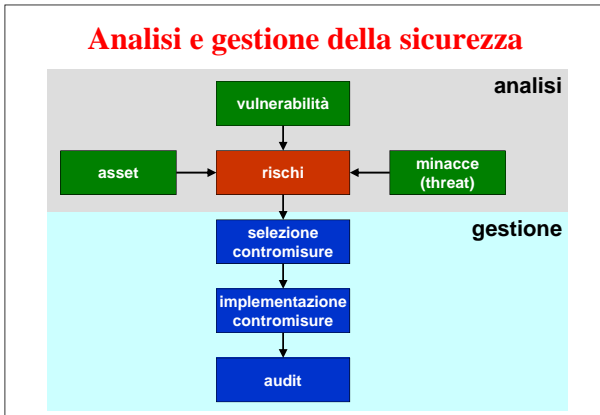 Analisi e gestione della sicurezza
analisi
vulnerabilità
asset
rischi
minacce
(threat)
gestione
selezione
contromisure
implementazione
contromisure
audit